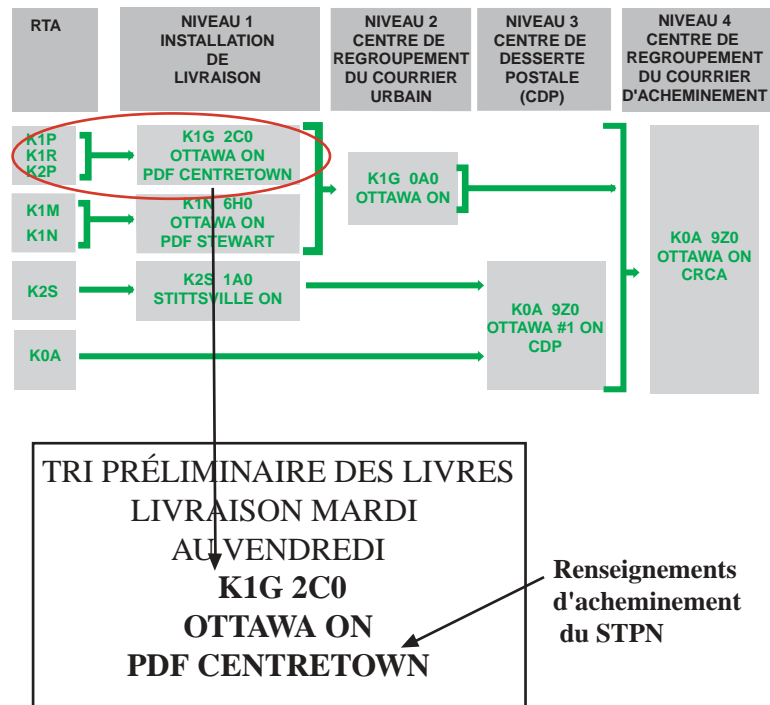 RTA
NIVEAU 1
INSTALLATION
DE
LIVRAISON
NIVEAU 2
CENTRE DE
REGROUPEMENT
DU COURRIER
URBAIN
NIVEAU 3
CENTRE DE
DESSERTE
POSTALE
(CDP)
NIVEAU 4
CENTRE DE
REGROUPEMENT
DU COURRIER
D'ACHEMINEMENT
K1P
K1R
K2P
K1G 2C0
OTTAWA ON
PDF CENTRETOWN
K1M
K1N
K1N 6H0
OTTAWA ON
PDF STEWART
K2S
K2S 1A0
STITTSVILLE ON
K0A
K1G 0A0
OTTAWA ON
K0A 9Z0
OTTAWA #1 ON
CDP
K0A 9Z0
OTTAWA ON
CRCA
TRI PRÉLIMINAIRE DES LIVRES
LIVRAISON MARDI
AU VENDREDI
K1G 2C0
OTTAWA ON
PDF CENTRETOWN
Renseignements
d'acheminement
du STPN